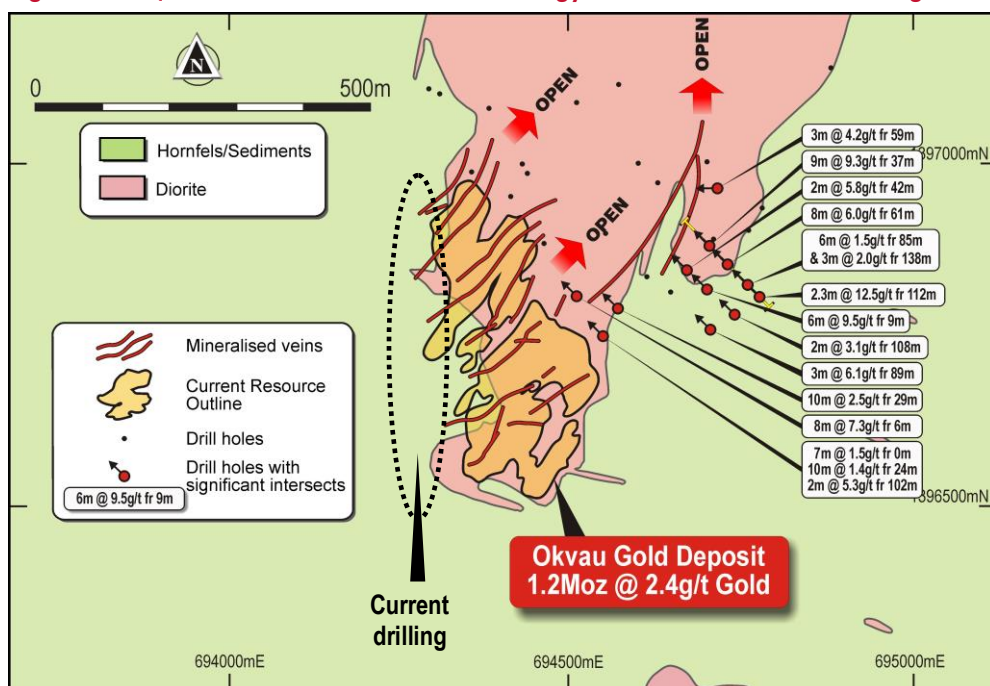 N
0 500m
Hornfels/Sediments
Diorite
OPEN
OPEN
OPEN
3m @ 4.2g/t fr 59m
9m @ 9.3g/t fr 37m
2m @ 5.8g/t fr 42m
8m @ 6.0g/t fr 61m
6m @ 1.5g/t fr 85m
& 3m @ 2.0g/t fr 138m
2.3m @ 12.5g/t fr 112m
6m @ 9.5g/t fr 9m
2m @ 3.1g/t fr 108m
3m @ 6.1g/t fr 89m
10m @ 2.5g/t fr 29m
8m @ 7.3g/t fr 6m
7m @ 1.5g/t fr 0m
10m @ 1.4g/t fr 24m
2m @ 5.3g/t fr 102m
Mineralised veins
Current Resource
Outline
Drill holes
Drill holes with
significant intersects
6m @ 9.5g/t fr 9m
Okvau Gold Deposit
1.2Moz @ 2.4g/t Gold
Current
drilling
694000mE 694500mE 695000mE